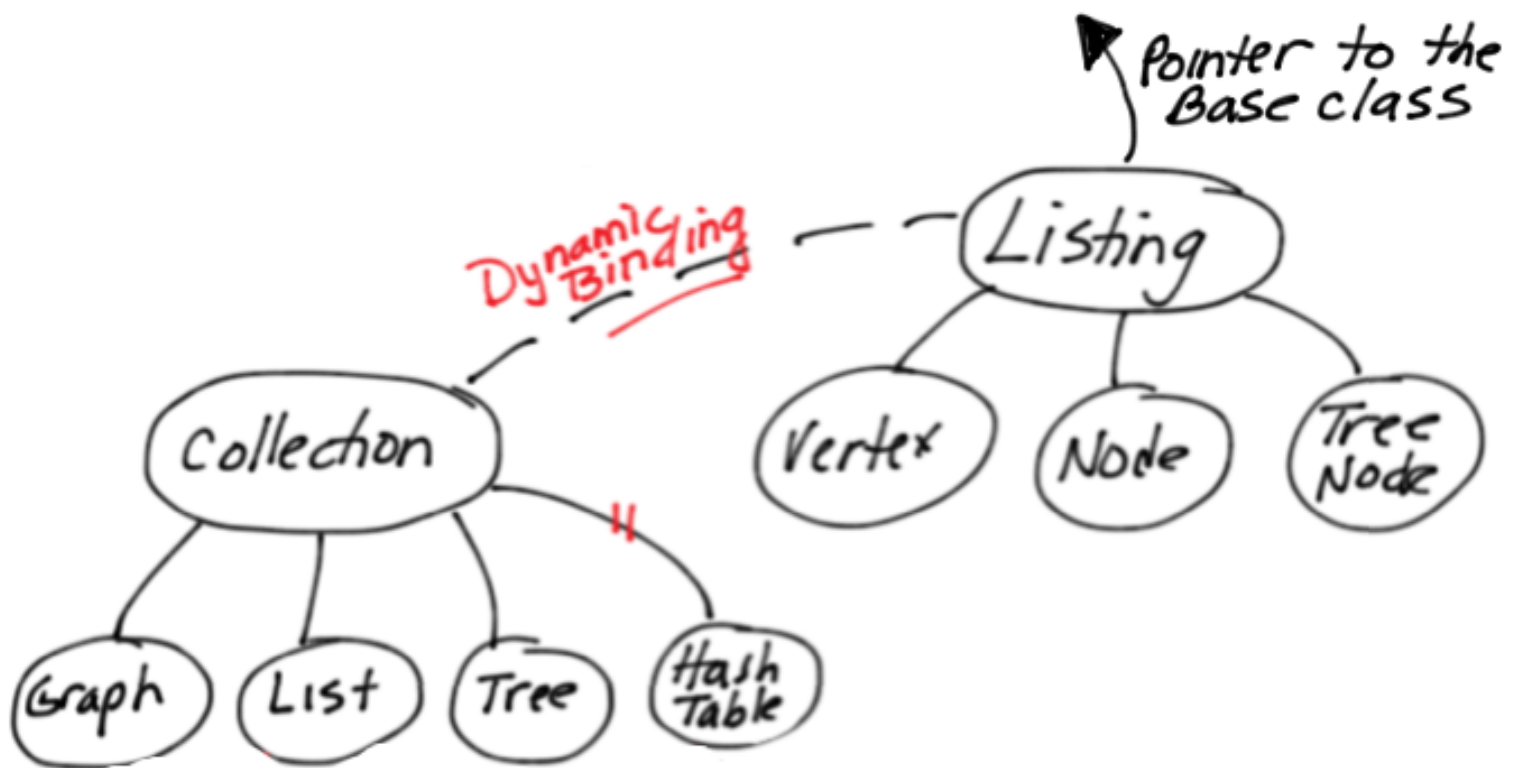 Pointer to the
Base class
Listing
Dynamic
Binding
Vertex
Node
Tree
Node
Collection
Graph
List
Tree
Hash
Table